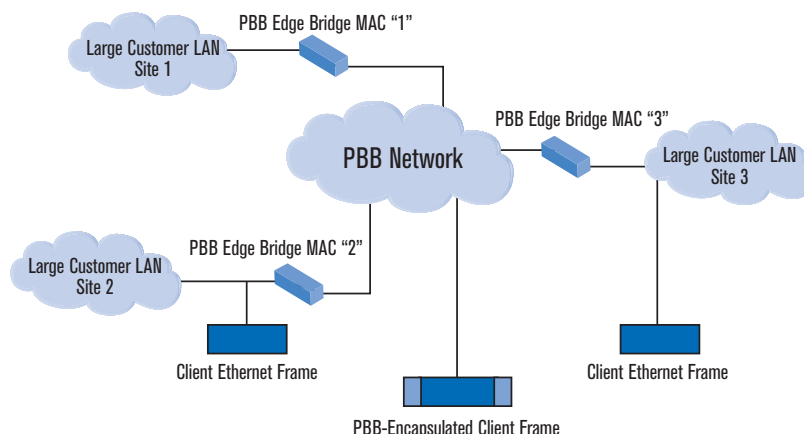 PBB Edge Bridge MAC “1”
Large Customer LAN
Site 1
PBB Edge Bridge MAC “3”
PBB Network
Large Customer LAN
Site 3
PBB Edge Bridge MAC “2”
Large Customer LAN
Site 2
Client Ethernet Frame
Client Ethernet Frame
PBB-Encapsulated Client Frame